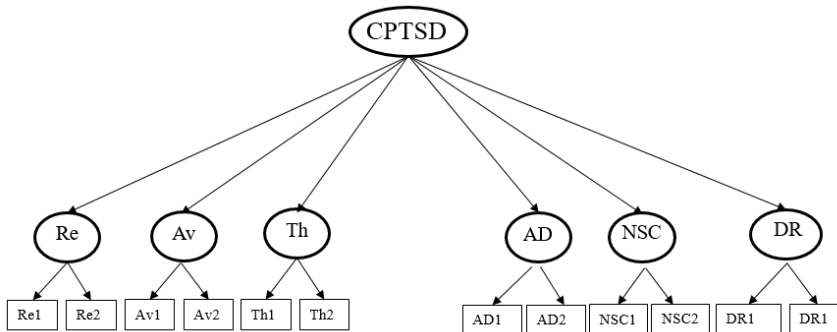 CPTSD
Re Av Th AD NSC DR
Re1 Re2 Av1 Av2 Th1 Th2 AD1 AD2 NSC1 NSC2 DR1 DR1